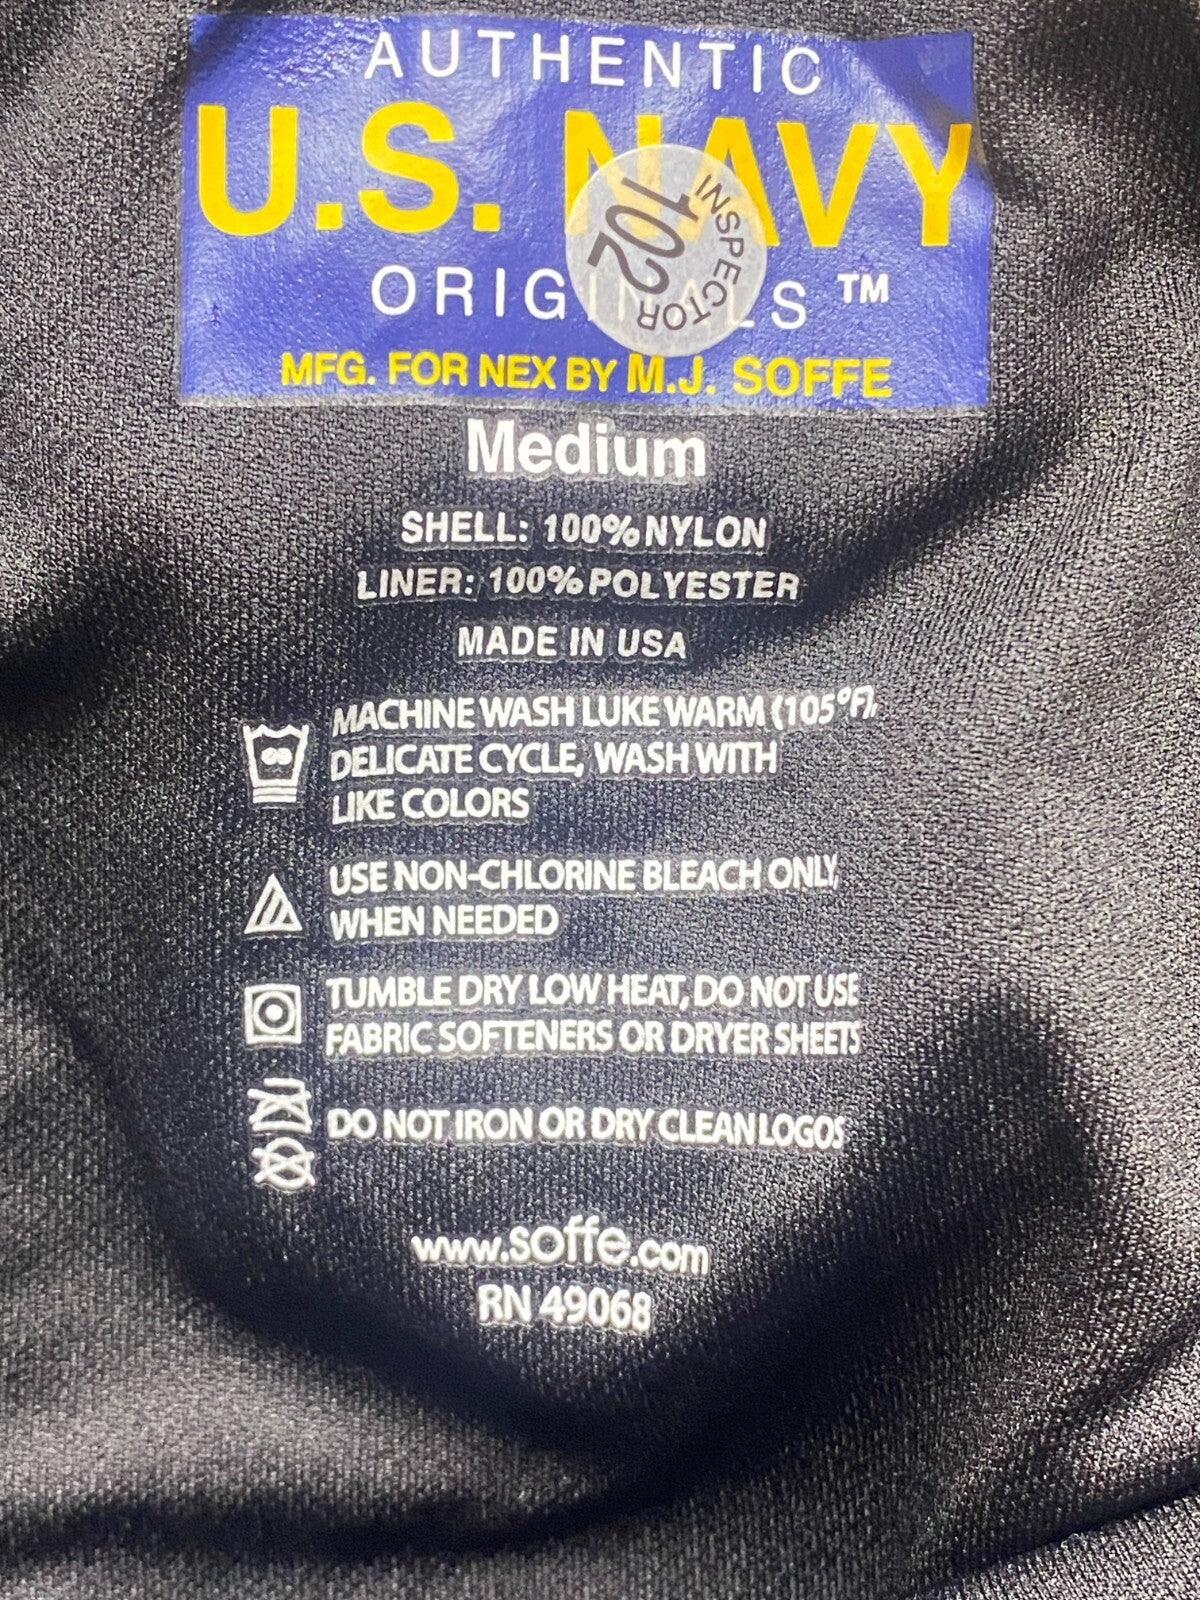 AUTHENTIC
U.S. NAVY
ORIGINALS ™
INSPECTOR
102
MFG. FOR NEX BY M.J. SOFFE
Medium
SHELL: 100% NYLON
LINER: 100% POLYESTER
MADE IN USA
MACHINE WASH LUKE WARM (105°F),
DELICATE CYCLE, WASH WITH
LIKE COLORS
USE NON-CHLORINE BLEACH ONLY,
WHEN NEEDED
TUMBLE DRY LOW HEAT, DO NOT USE
FABRIC SOFTENERS OR DRYER SHEETS
DO NOT IRON OR DRY CLEAN LOGOS
www.soffe.com
RN 49068